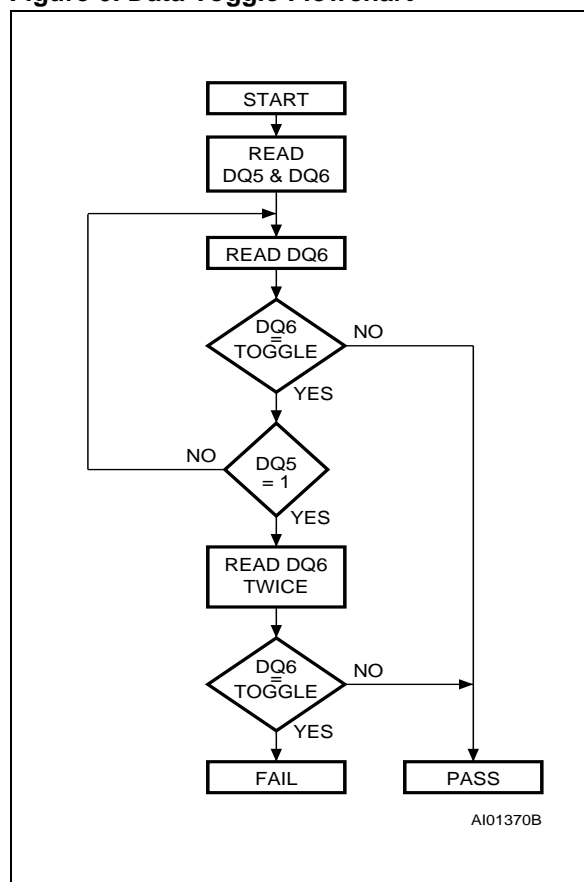 Figure Data Toggle Flowchart
START
READ
DQ5 & DQ6
READ DQ6
DQ6
=
TOGGLE
NO
YES
NO
DQ5
= 1
YES
READ DQ6
TWICE
DQ6
=
TOGGLE
NO
YES
FAIL
PASS
AI01370B